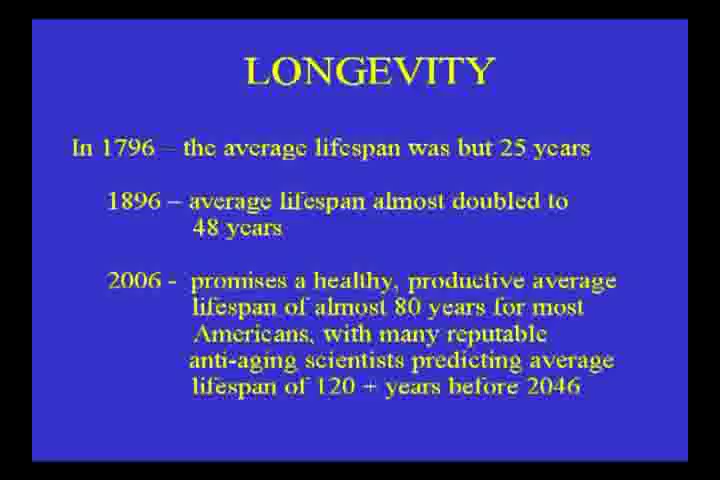 LONGEVITY
In 1796 – the average lifespan was but 25 years
1896 – average lifespan almost doubled to
48 years
2006 - promises a healthy, productive average
lifespan of almost 80 years for most
Americans, with many reputable
anti-aging scientists predicting average
lifespan of 120 + years before 2046